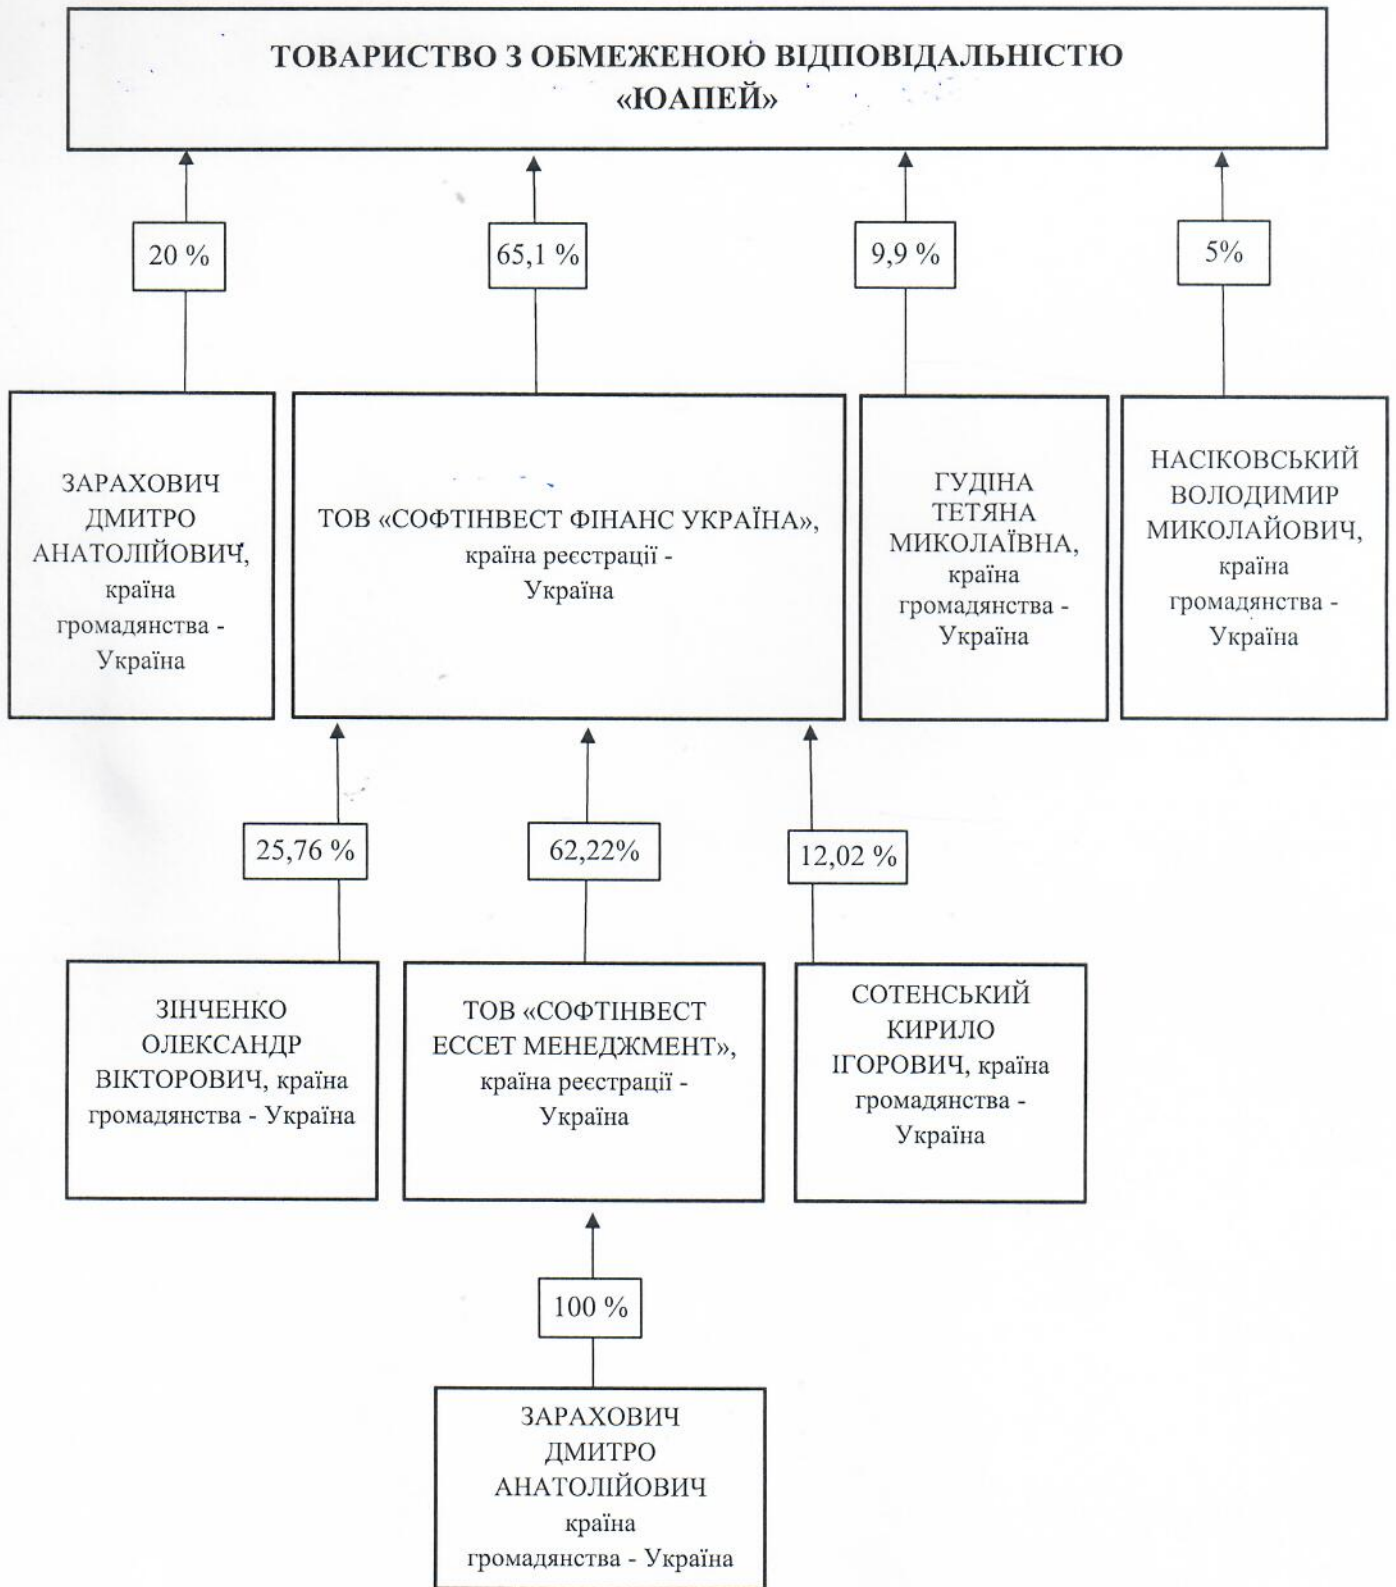 ТОВАРИСТВО З ОБМЕЖЕНОЮ ВІДПОВІДАЛЬНІСТЮ
«ЮАПЕЙ»
20 %
65,1 %
9,9 %
5%
ЗАРАХОВИЧ
ДМИТРО
АНАТОЛІЙОВИЧ,
країна
громадянства -
Україна
ТОВ «СОФТІНВЕСТ ФІНАНС УКРАЇНА»,
країна реєстрації -
Україна
ГУДІНА
ТЕТЯНА
МИКОЛАЇВНА,
країна
громадянства -
Україна
НАСІКОВСЬКИЙ
ВОЛОДИМИР
МИКОЛАЙОВИЧ,
країна
громадянства -
Україна
25,76 %
62,22%
12,02 %
ЗІНЧЕНКО
ОЛЕКСАНДР
ВІКТОРОВИЧ, країна
громадянства - Україна
ТОВ «СОФТІНВЕСТ
ЕССЕТ МЕНЕДЖМЕНТ»,
країна реєстрації -
Україна
СОТЕНСЬКИЙ
КИРИЛО
ІГОРОВИЧ, країна
громадянства -
Україна
100 %
ЗАРАХОВИЧ
ДМИТРО
АНАТОЛІЙОВИЧ
країна
громадянства - Україна